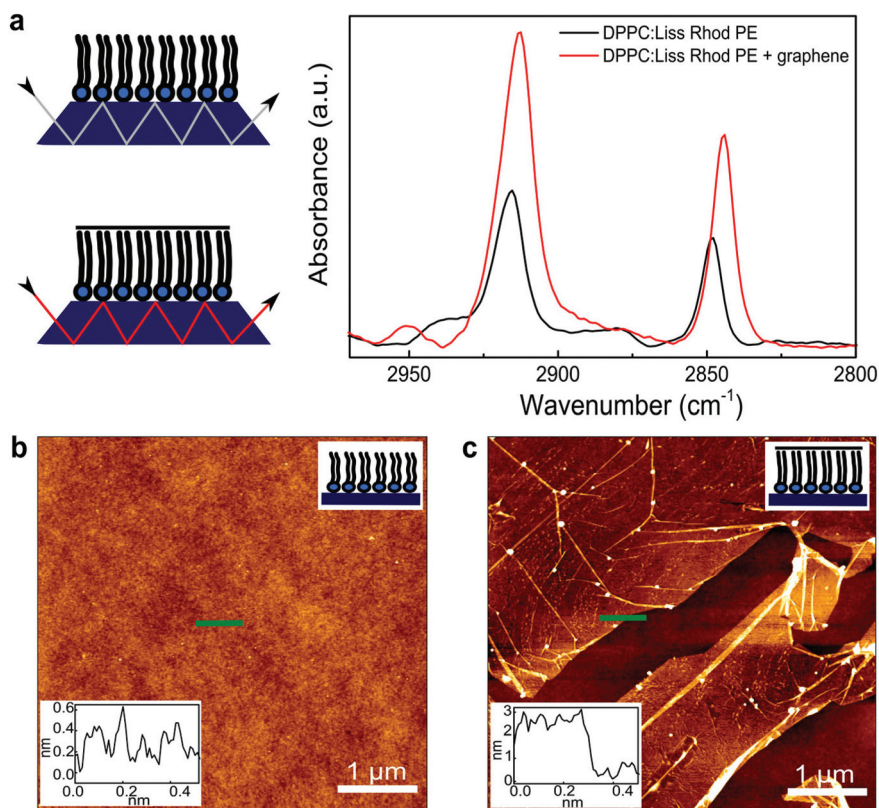 a
DPPC:Liss Rhod PE
DPPC:Liss Rhod PE + graphene
Absorbance (a.u.)
2950
2900
2850
2800
Wavenumber (cm-1)
b
0.6
0.4
0.2
0.0
nm
0.0
0.2
0.4
nm
1 μm
c
3
2
1
0
nm
0.0
0.2
0.4
nm
1 μm